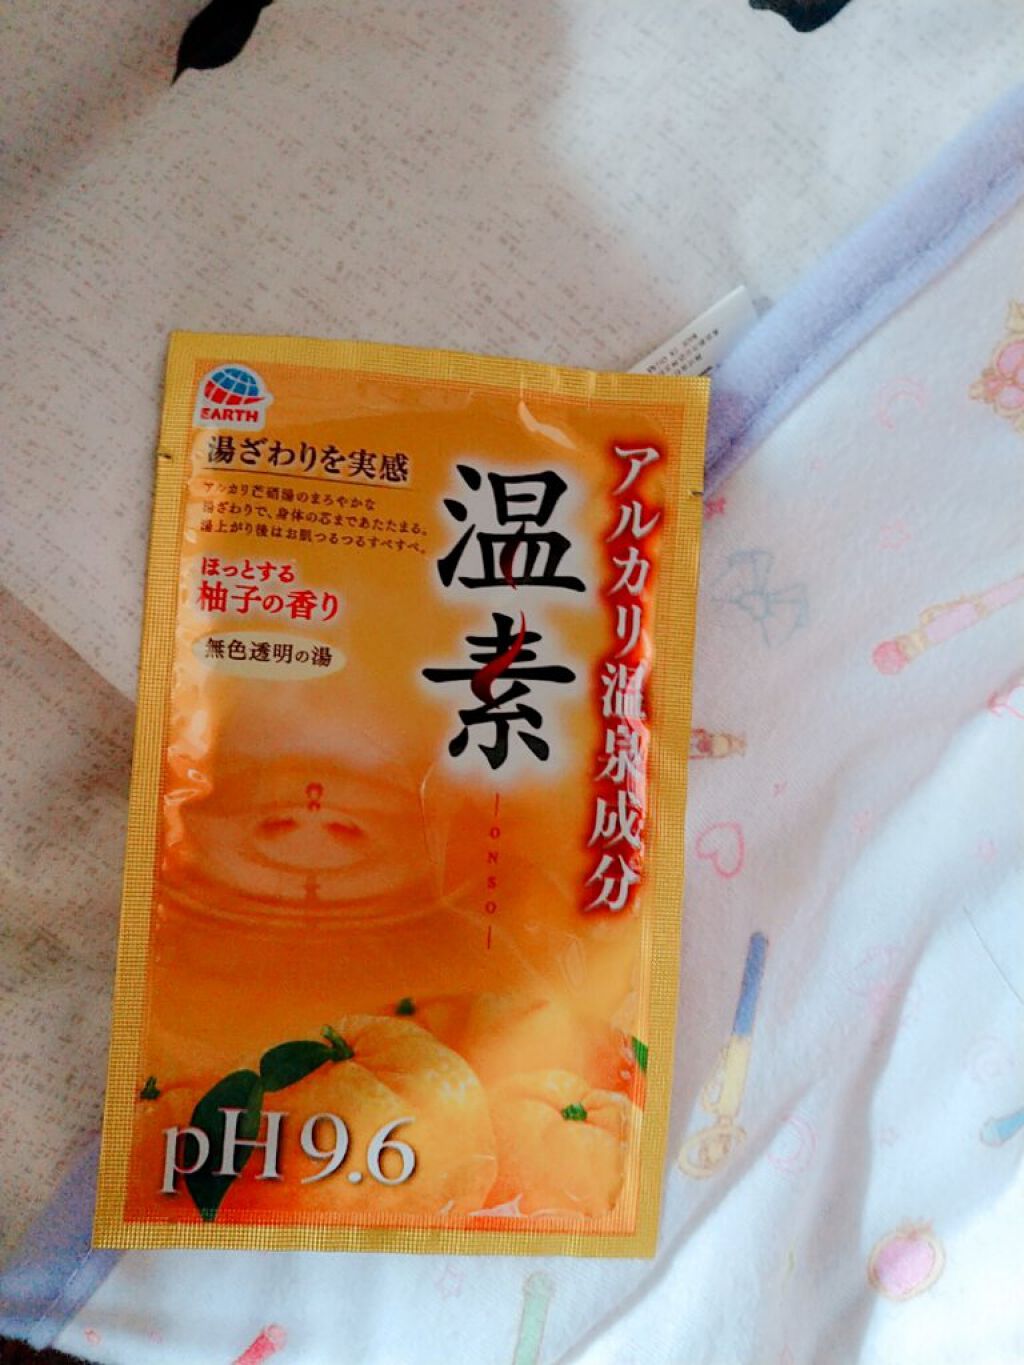 EARTH
湯ざわりを実感
アルカリ芒硝湯のまろやかな
湯ざわりで、身体の芯まであたたまる。
湯上がり後はお肌つるつるすべすべ。
ほっとする
柚子の香り
無色透明の湯
温素
ONSO
アルカリ温泉成分
pH9.6